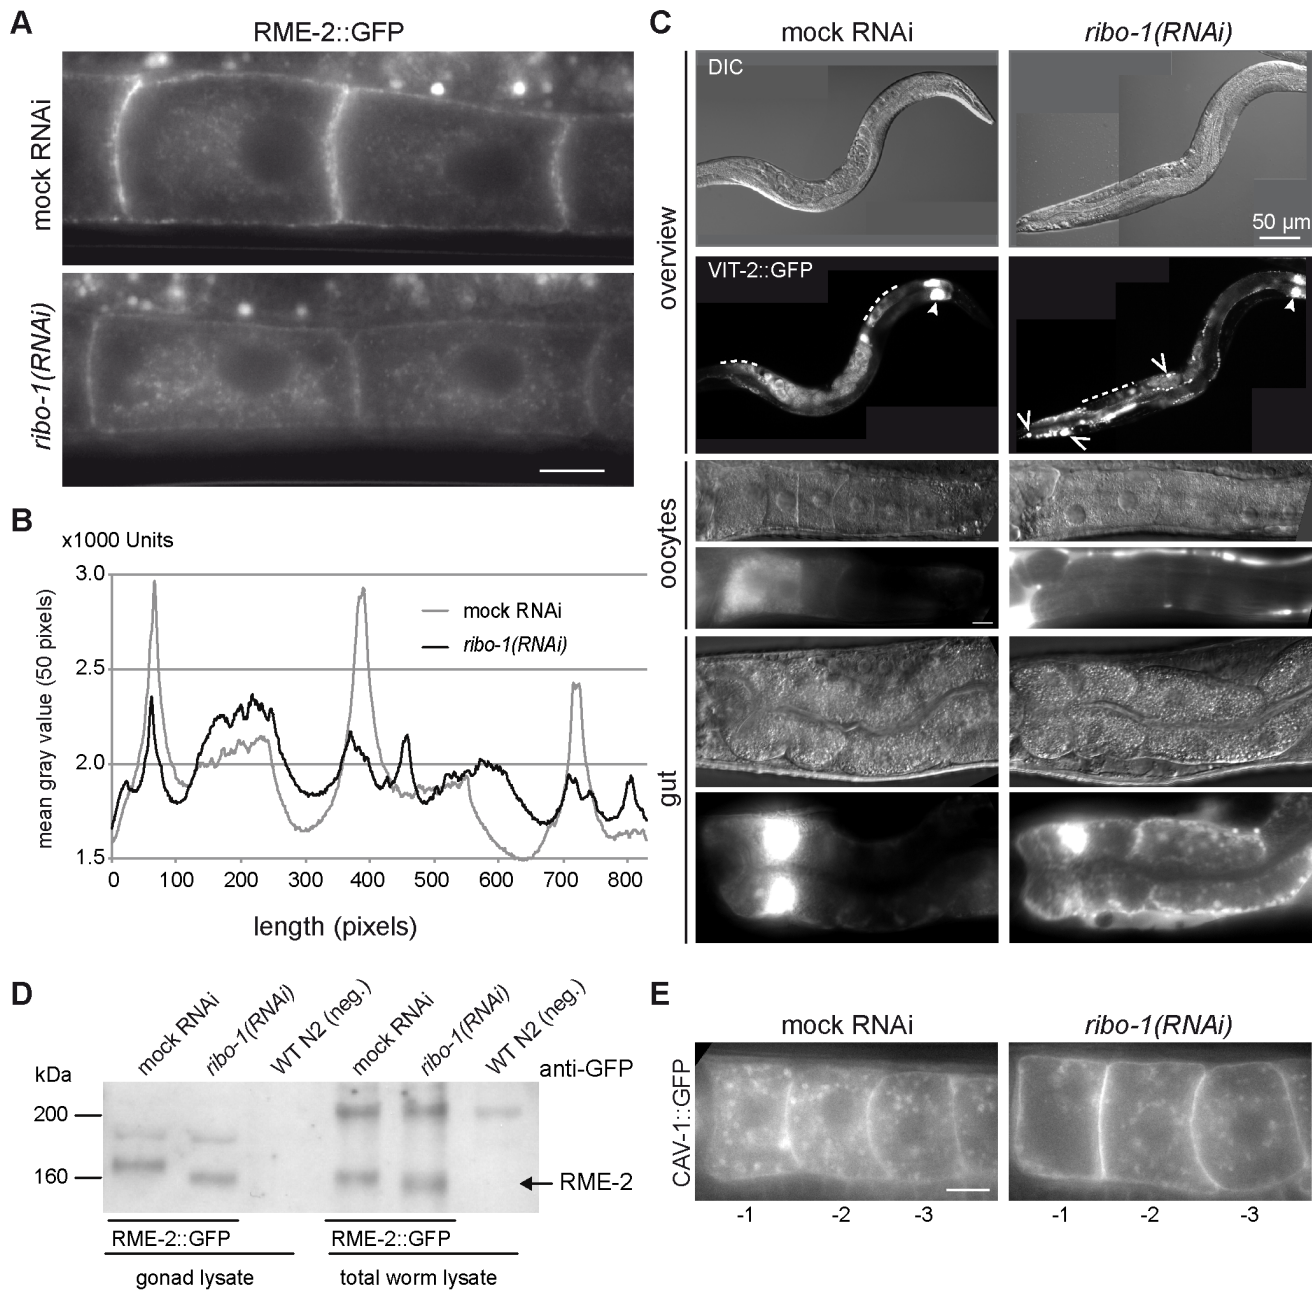 A
RME-2::GFP
mock RNAi
ribo-1(RNAi)
B
x1000 Units
mean gray value (50 pixels)
3.0
2.5
2.0
1.5
mock RNAi
ribo-1(RNAi)
0 100 200 300 400 500 600 700 800
length (pixels)
C
mock RNAi ribo-1(RNAi)
overview
DIC
50 µm
VIT-2::GFP
oocytes
gut
D
mock RNAi
ribo-1(RNAi)
WT N2 (neg.)
mock RNAi
ribo-1(RNAi)
WT N2 (neg.)
anti-GFP
kDa
200
160
RME-2
RME-2::GFP RME-2::GFP
gonad lysate total worm lysate
E
mock RNAi ribo-1(RNAi)
CAV-1::GFP
-1 -2 -3 -1 -2 -3